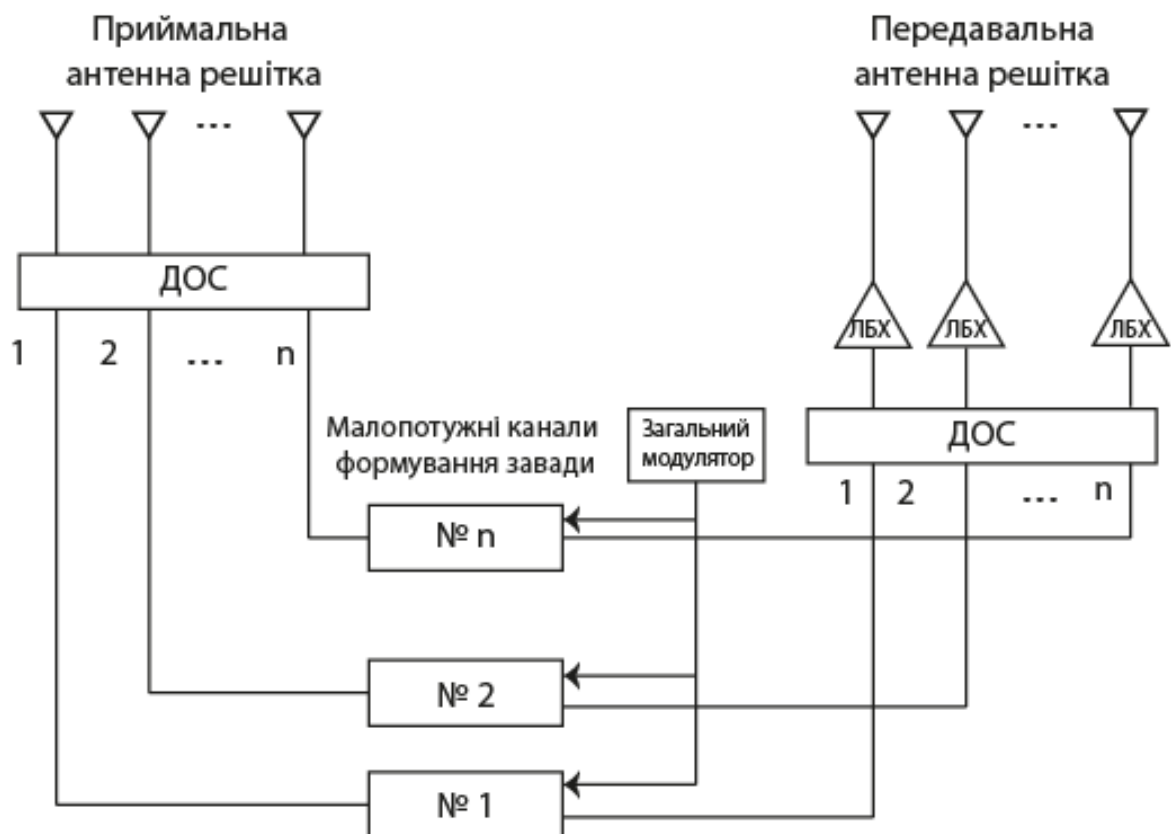 Приймальна
антенна решітка
...
Передавальна
антенна решітка
...
ДОС
1 2 ... n
ЛБХ ЛБХ ЛБХ
ДОС
1 2 ... n
Малопотужні канали
формування завади
Загальний
модулятор
№ n
№ 2
№ 1